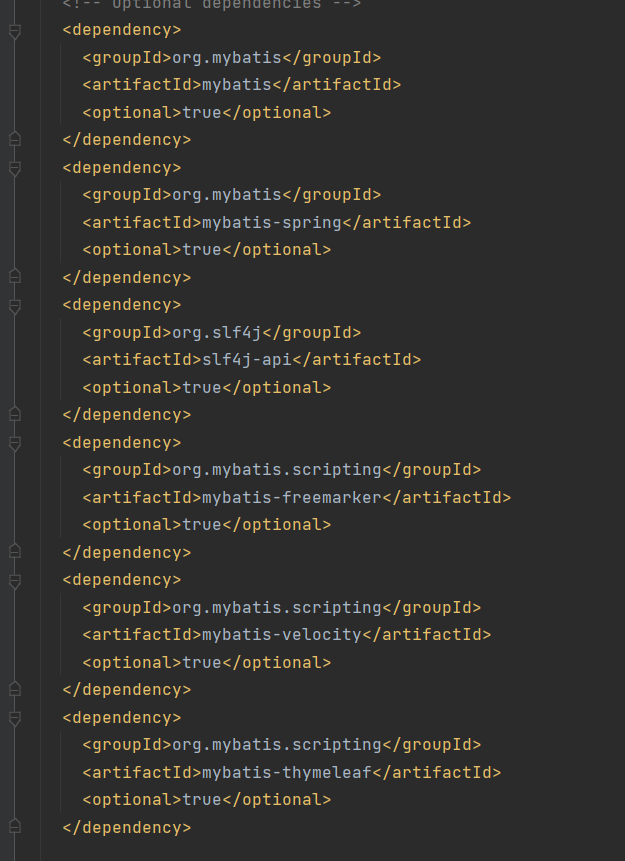 <!-- Optional dependencies -->
<dependency>
<groupId>org.mybatis</groupId>
<artifactId>mybatis</artifactId>
<optional>true</optional>
</dependency>
<dependency>
<groupId>org.mybatis</groupId>
<artifactId>mybatis-spring</artifactId>
<optional>true</optional>
</dependency>
<dependency>
<groupId>org.slf4j</groupId>
<artifactId>slf4j-api</artifactId>
<optional>true</optional>
</dependency>
<dependency>
<groupId>org.mybatis.scripting</groupId>
<artifactId>mybatis-freemarker</artifactId>
<optional>true</optional>
</dependency>
<dependency>
<groupId>org.mybatis.scripting</groupId>
<artifactId>mybatis-velocity</artifactId>
<optional>true</optional>
</dependency>
<dependency>
<groupId>org.mybatis.scripting</groupId>
<artifactId>mybatis-thymeleaf</artifactId>
<optional>true</optional>
</dependency>